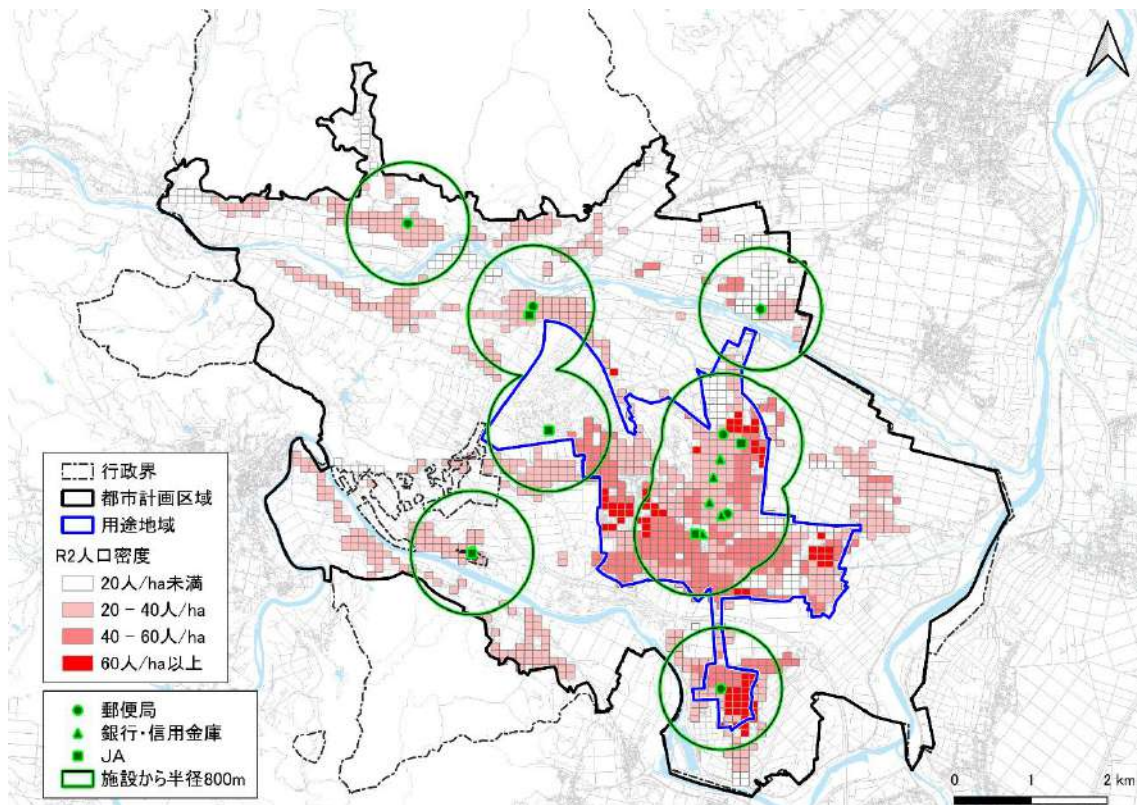 行政界
都市計画区域
用途地域
R2人口密度
20人/ha未満
20 - 40人/ha
40 - 60人/ha
60人/ha以上
郵便局
銀行・信用金庫
JA
施設から半径800m
0 1 2 km